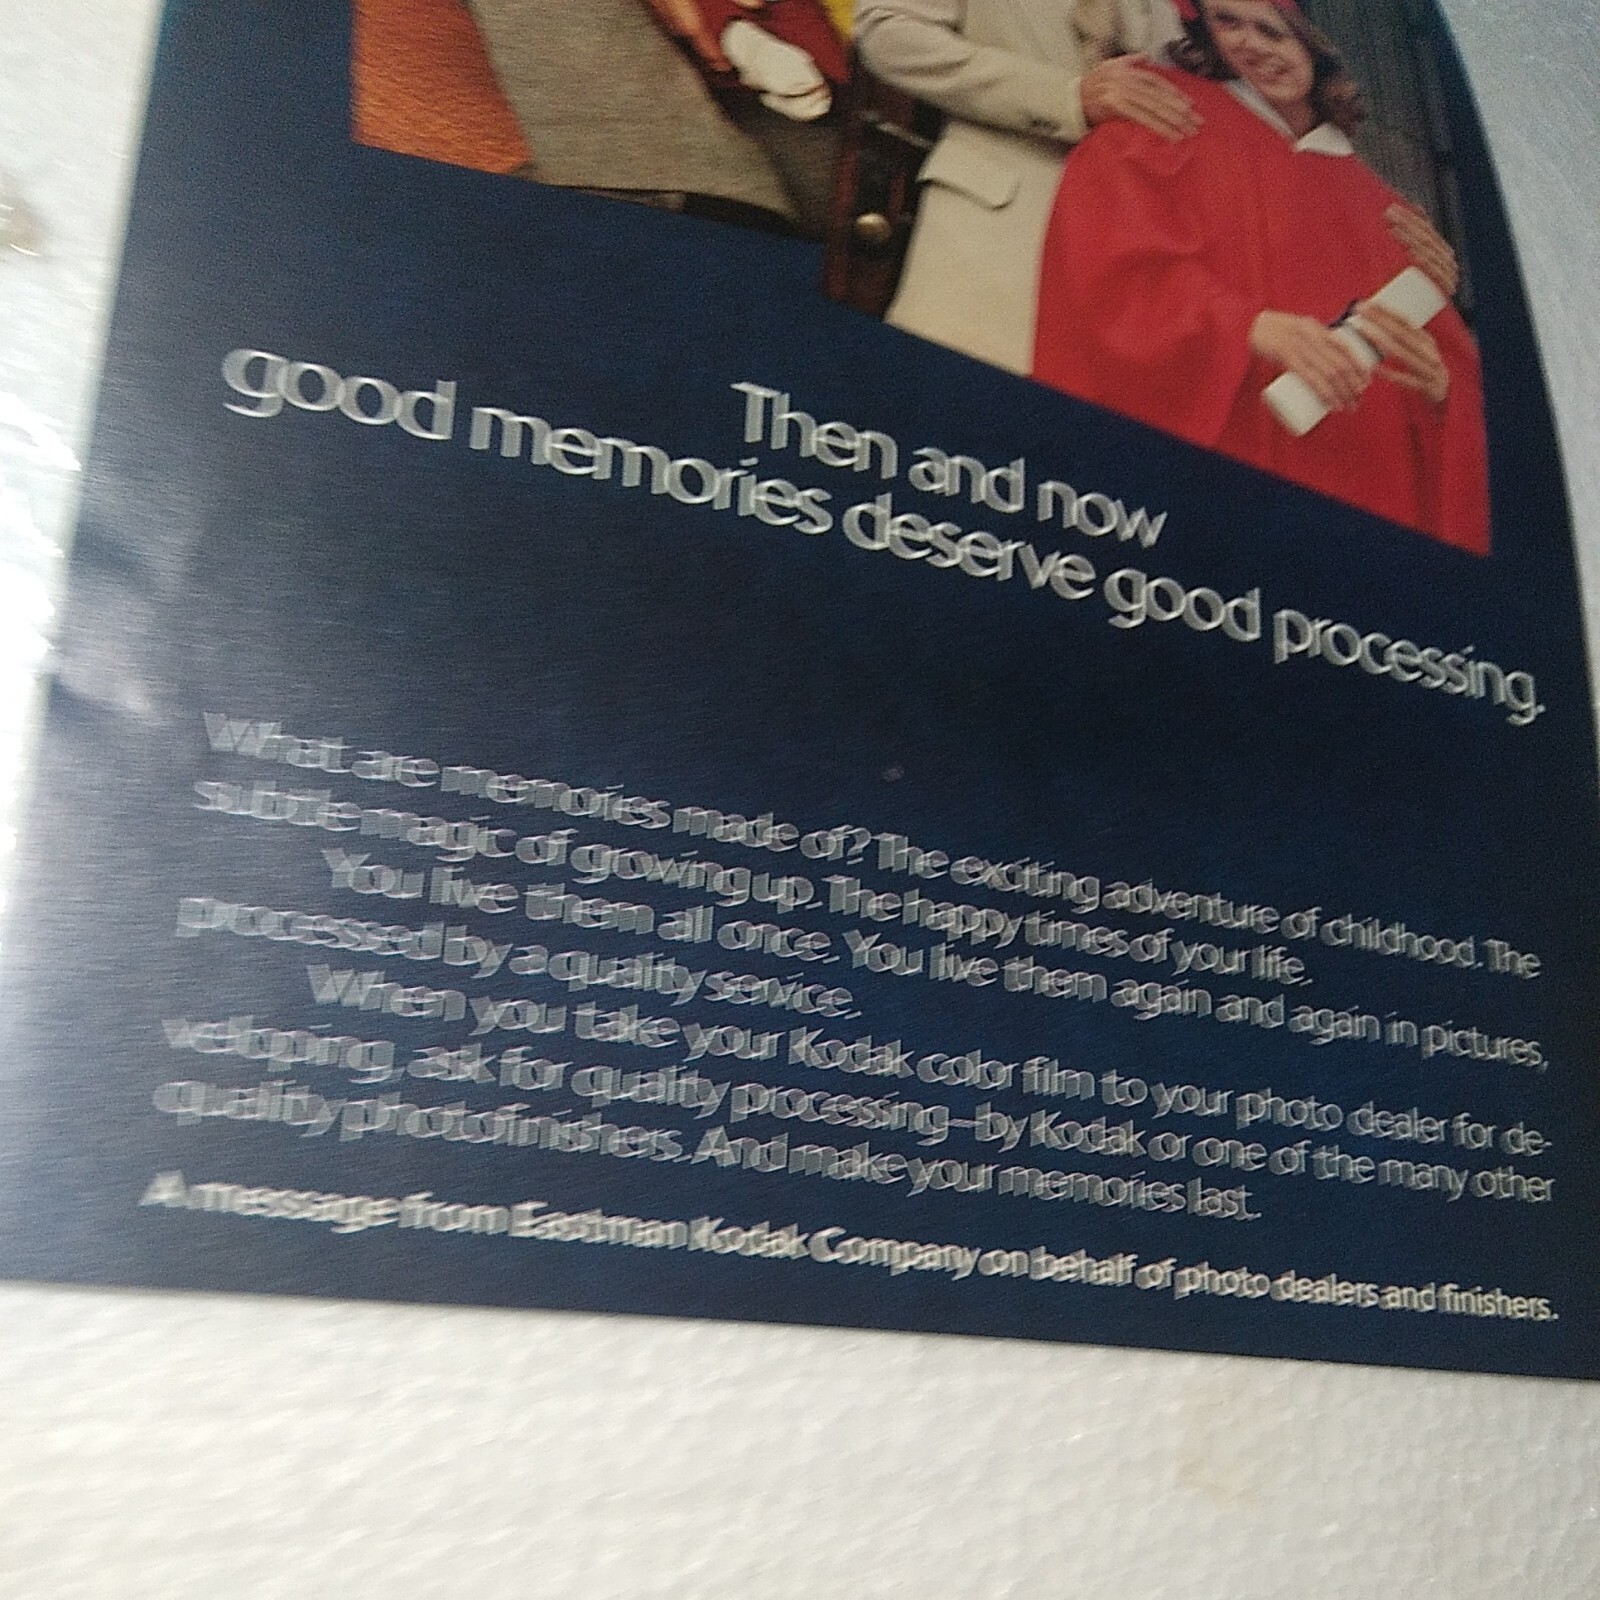 Then and now
good memories deserve good processing.
What are memories made of? The exciting adventure of childhood. The
subtle magic of growing up. The happy times of your life.
You live them all once. You live them again and again in pictures,
processed by a quality service.
When you take your Kodak color film to your photo dealer for de-
veloping, ask for quality processing—by Kodak or one of the many other
quality photofinishers. And make your memories last.
A message from Eastman Kodak Company on behalf of photo dealers and finishers.